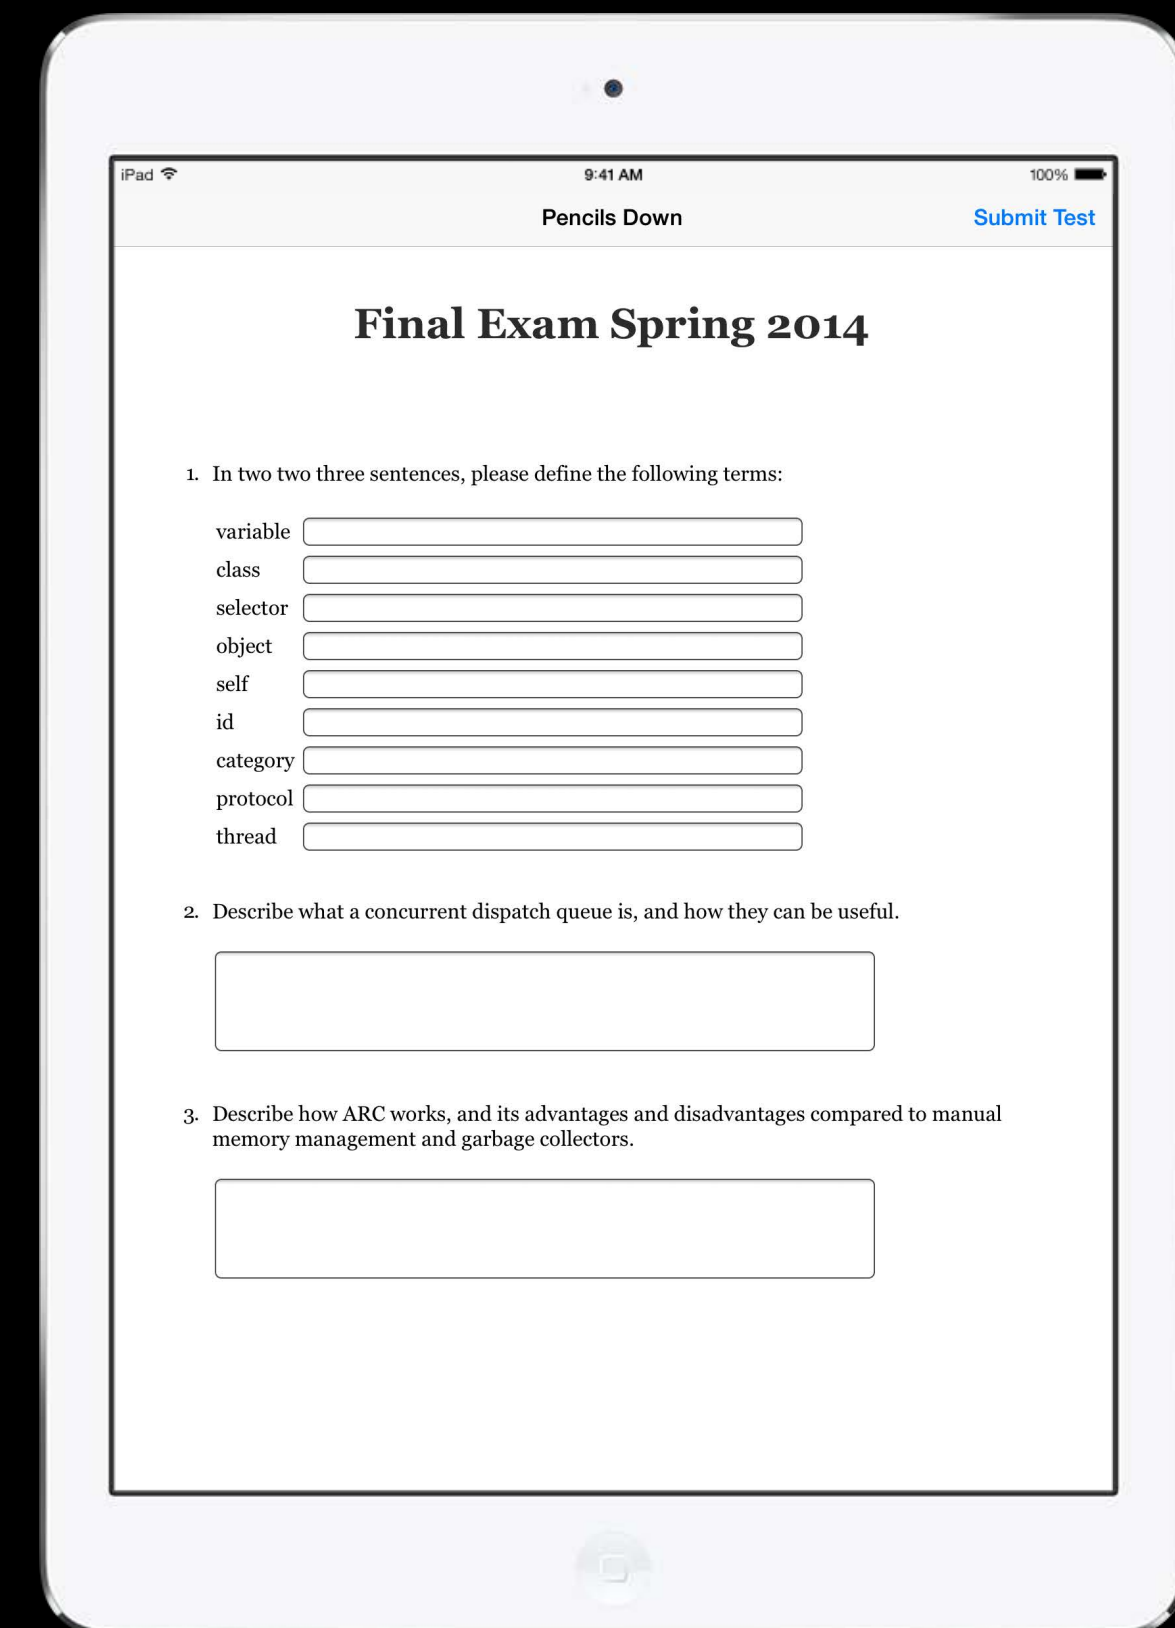 iPad
9:41 AM
100%
Pencils Down
Submit Test
Final Exam Spring 2014
1. In two two three sentences, please define the following terms:
variable
class
selector
object
self
id
category
protocol
thread
2. Describe what a concurrent dispatch queue is, and how they can be useful.
3. Describe how ARC works, and its advantages and disadvantages compared to manual
memory management and garbage collectors.